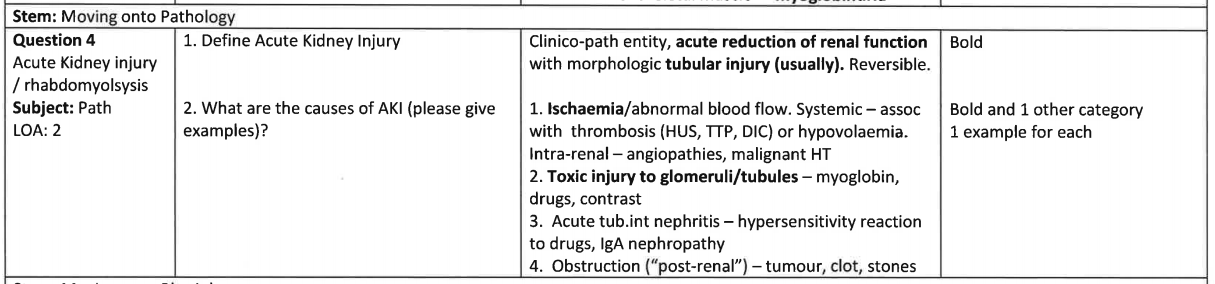 Stem: Moving onto Pathology
Question 4
Acute Kidney injury
/ rhabdomyolsysis
Subject: Path
LOA: 2
1. Define Acute Kidney Injury
2. What are the causes of AKI (please give
examples)?
Clinico-path entity, acute reduction of renal function
with morphologic tubular injury (usually). Reversible.
1. Ischaemia/abnormal blood flow. Systemic – assoc
with thrombosis (HUS, TTP, DIC) or hypovolaemia.
Intra-renal – angiopathies, malignant HT
2. Toxic injury to glomeruli/tubules – myoglobin,
drugs, contrast
3. Acute tub.int nephritis – hypersensitivity reaction
to drugs, IgA nephropathy
4. Obstruction ("post-renal") – tumour, clot, stones
Bold
Bold and 1 other category
1 example for each